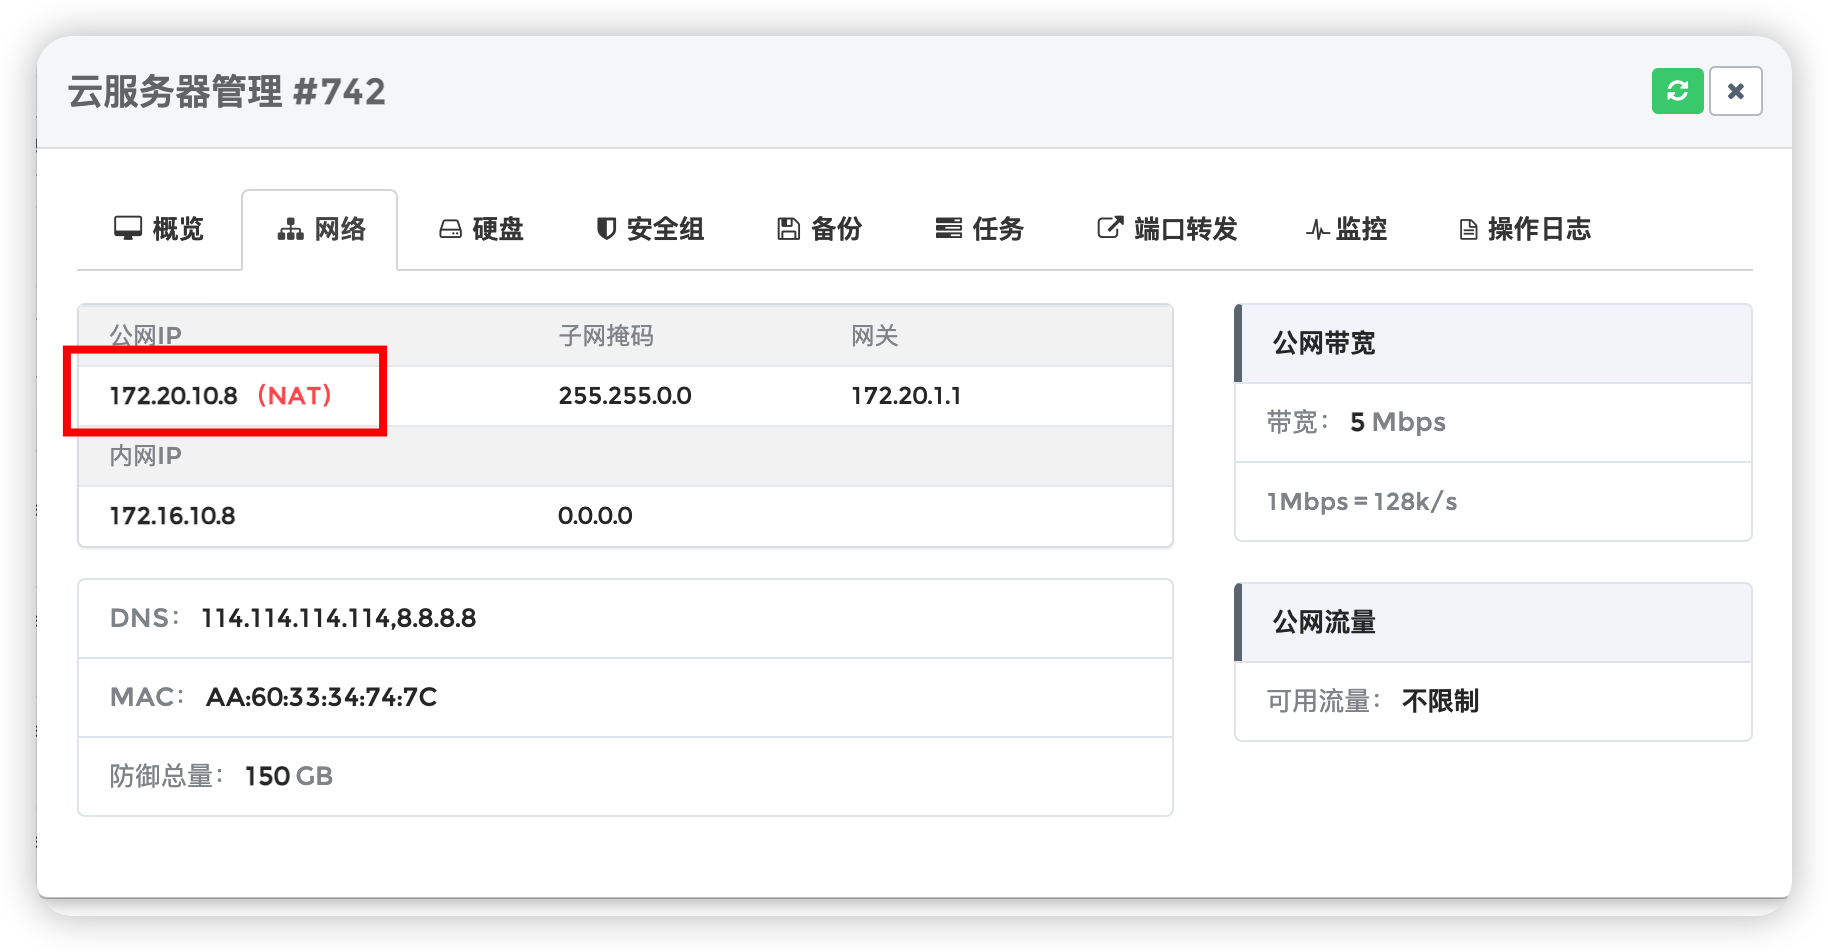 云服务器管理 #742
概览 网络 硬盘 安全组 备份 任务 端口转发 监控 操作日志
公网IP 子网掩码 网关
172.20.10.8 (NAT) 255.255.0.0 172.20.1.1
内网IP
172.16.10.8 0.0.0.0
DNS： 114.114.114.114,8.8.8.8
MAC： AA:60:33:34:74:7C
防御总量： 150 GB
公网带宽
带宽： 5 Mbps
1Mbps = 128k/s
公网流量
可用流量： 不限制